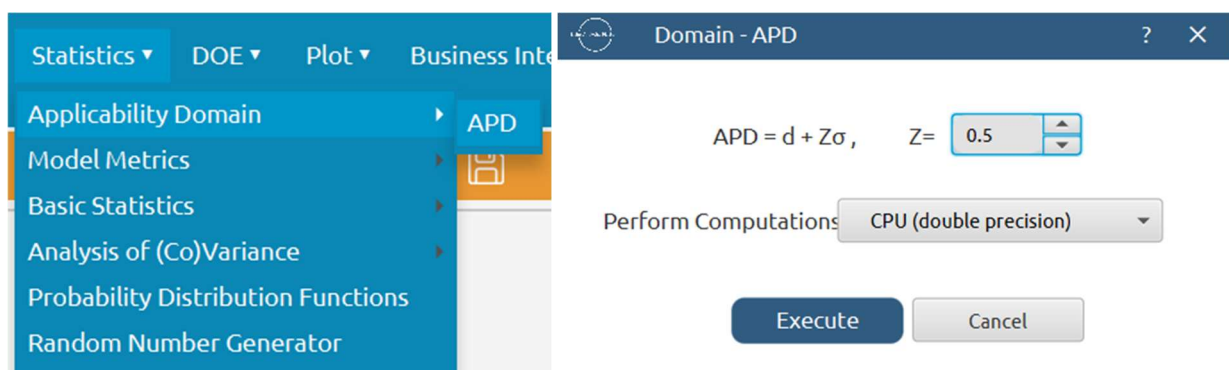 Statistics ▾ DOE ▾ Plot ▾ Business Inte
Applicability Domain
APD
Model Metrics
Basic Statistics
Analysis of (Co)Variance
Probability Distribution Functions
Random Number Generator
Domain - APD ? ×
APD = d + Zσ , Z= 0.5
Perform Computations CPU (double precision)
Execute Cancel